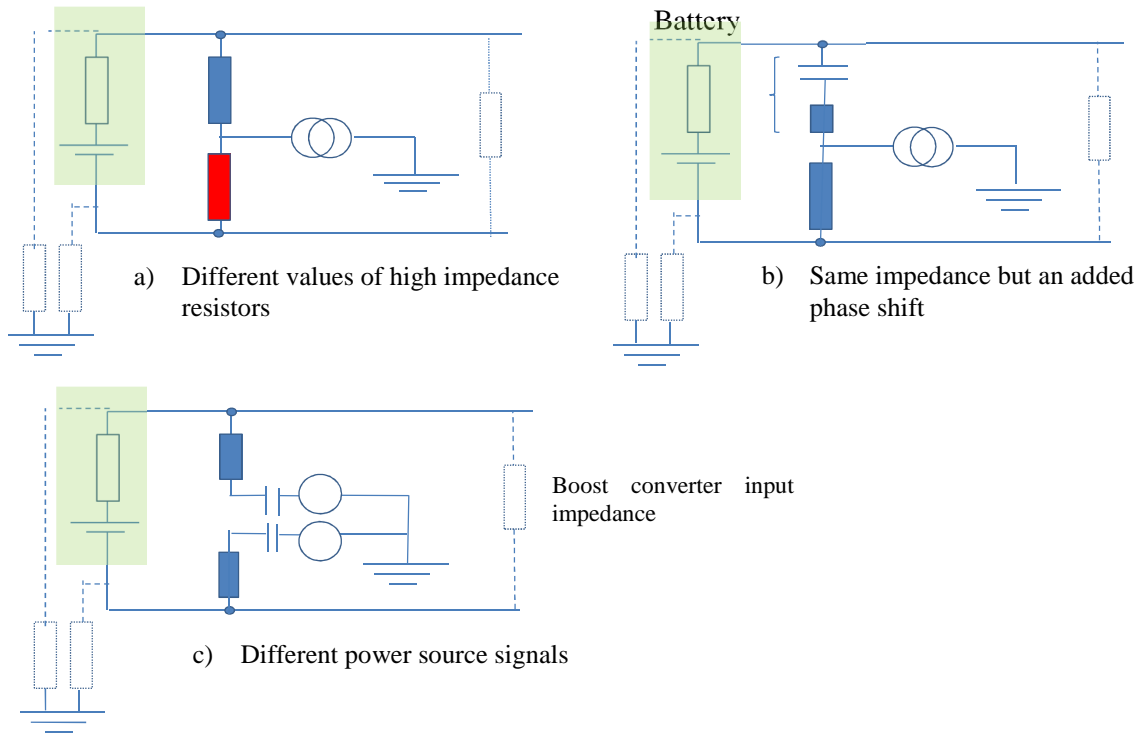 Battery
a) Different values of high impedance
resistors
b) Same impedance but an added
phase shift
Boost converter input
impedance
c) Different power source signals